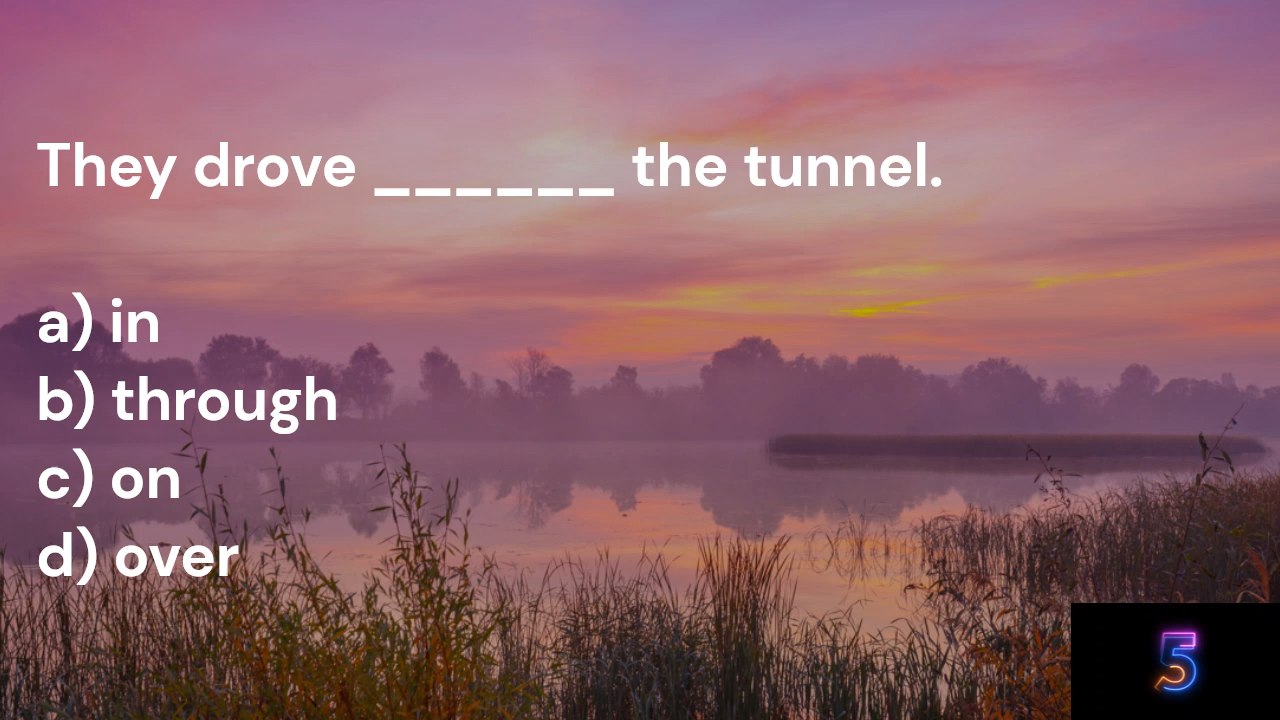 They drove ______ the tunnel.
a) in
b) through
c) on
d) over
5